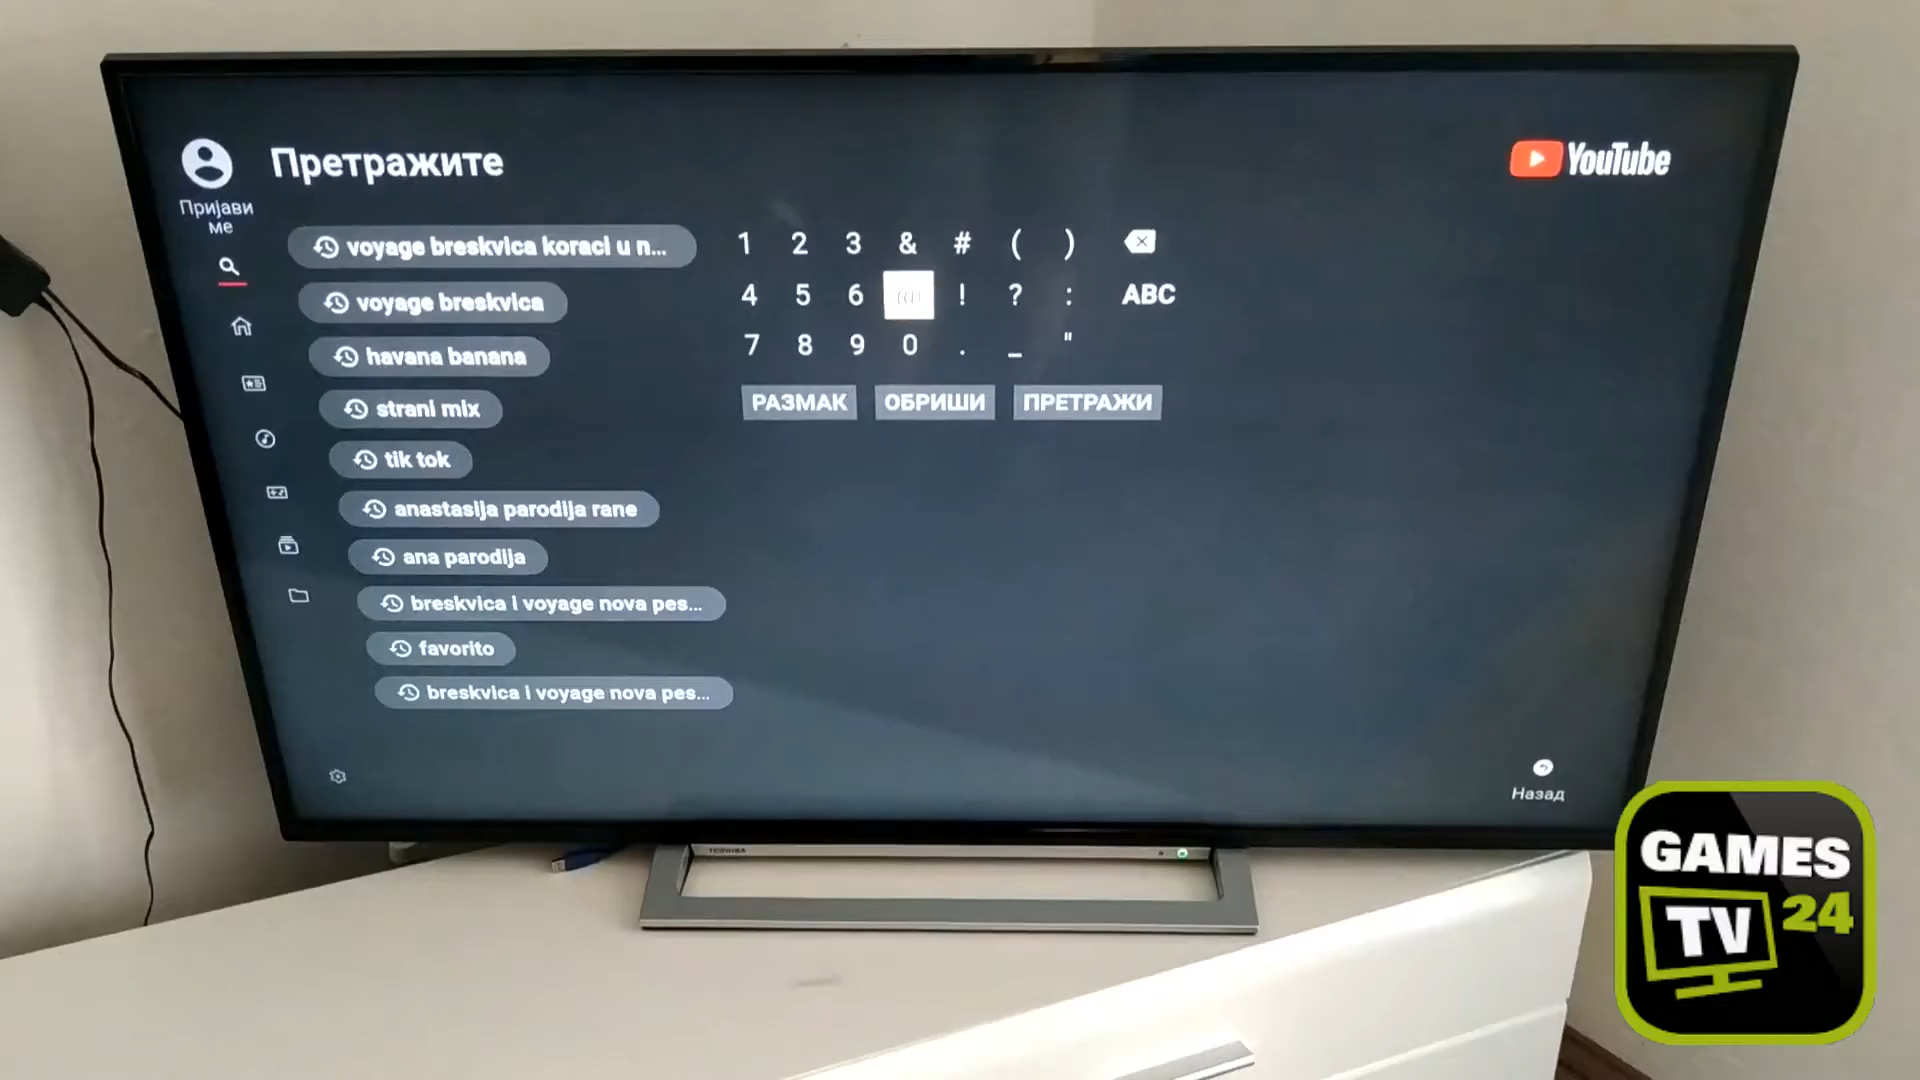 Претражите
YouTube
Пријави
ме
voyage breskvica koraci u n...
voyage breskvica
havana banana
strani mix
tik tok
anastasija parodija rane
ana parodija
breskvica i voyage nova pes...
favorito
breskvica i voyage nova pes...
1 2 3 & # ( )
4 5 6 @ ! ? : ABC
7 8 9 0 . _ "
РАЗМАК ОБРИШИ ПРЕТРАЖИ
Назад
TOSHIBA
GAMES
TV 24